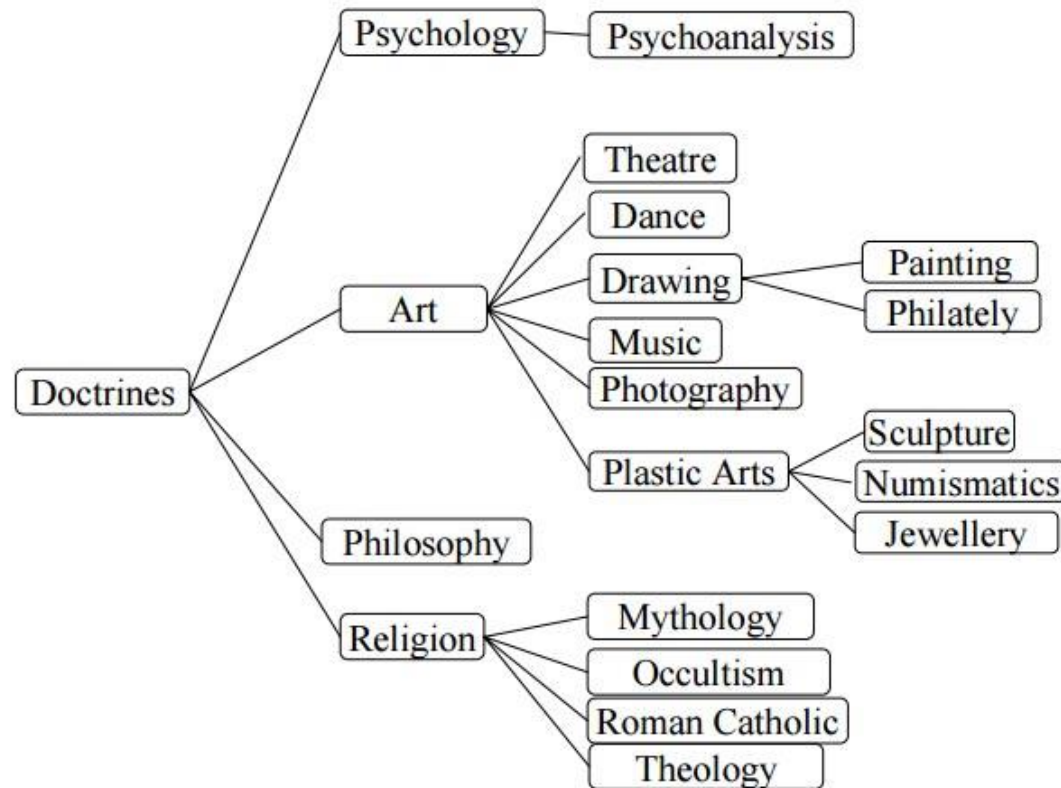 Psychology
Psychoanalysis
Theatre
Dance
Drawing
Painting
Philately
Art
Music
Photography
Doctrines
Plastic Arts
Sculpture
Numismatics
Jewellery
Philosophy
Religion
Mythology
Occultism
Roman Catholic
Theology